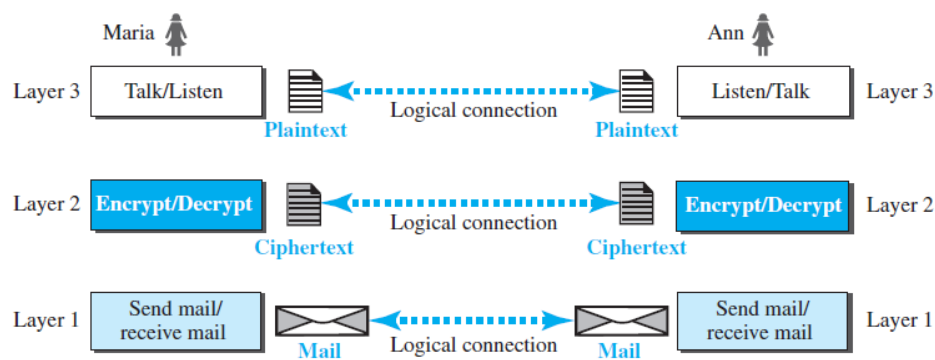 Maria
Ann
Layer 3
Talk/Listen
Plaintext
Logical connection
Plaintext
Listen/Talk
Layer 3
Layer 2
Encrypt/Decrypt
Ciphertext
Logical connection
Ciphertext
Encrypt/Decrypt
Layer 2
Layer 1
Send mail/
receive mail
Mail
Logical connection
Mail
Send mail/
receive mail
Layer 1